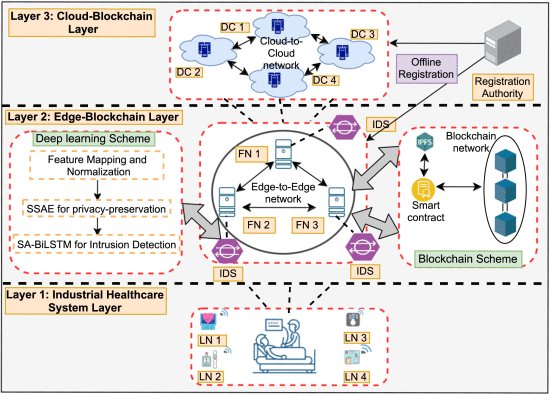 Layer 3: Cloud-Blockchain
Layer
DC 1
DC 3
Cloud-to-
Cloud
network
DC 2
DC 4
Offline
Registration
Registration
Authority
Layer 2: Edge-Blockchain Layer
Deep learning Scheme
Feature Mapping and
Normalization
SSAE for privacy-preservation
SA-BiLSTM for Intrusion Detection
IDS
FN 1
Edge-to-Edge
network
FN 2
FN 3
IDS
IDS
IPFS
Blockchain
network
Smart
contract
Blockchain Scheme
Layer 1: Industrial Healthcare
System Layer
LN 1
LN 2
LN 3
LN 4